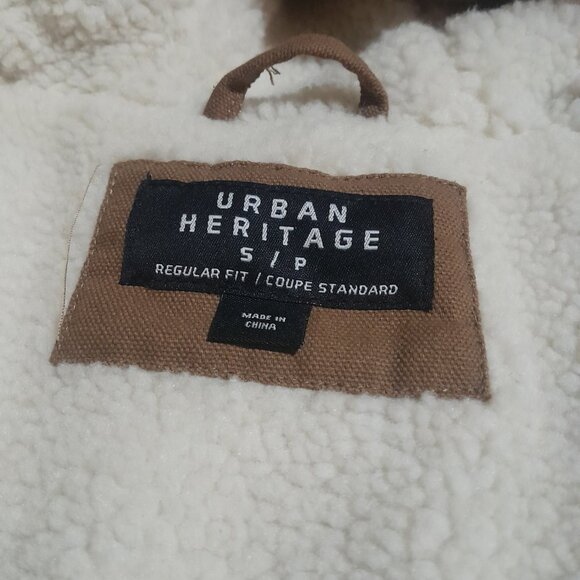 URBAN
HERITAGE
S / P
REGULAR FIT / COUPE STANDARD
MADE IN
CHINA